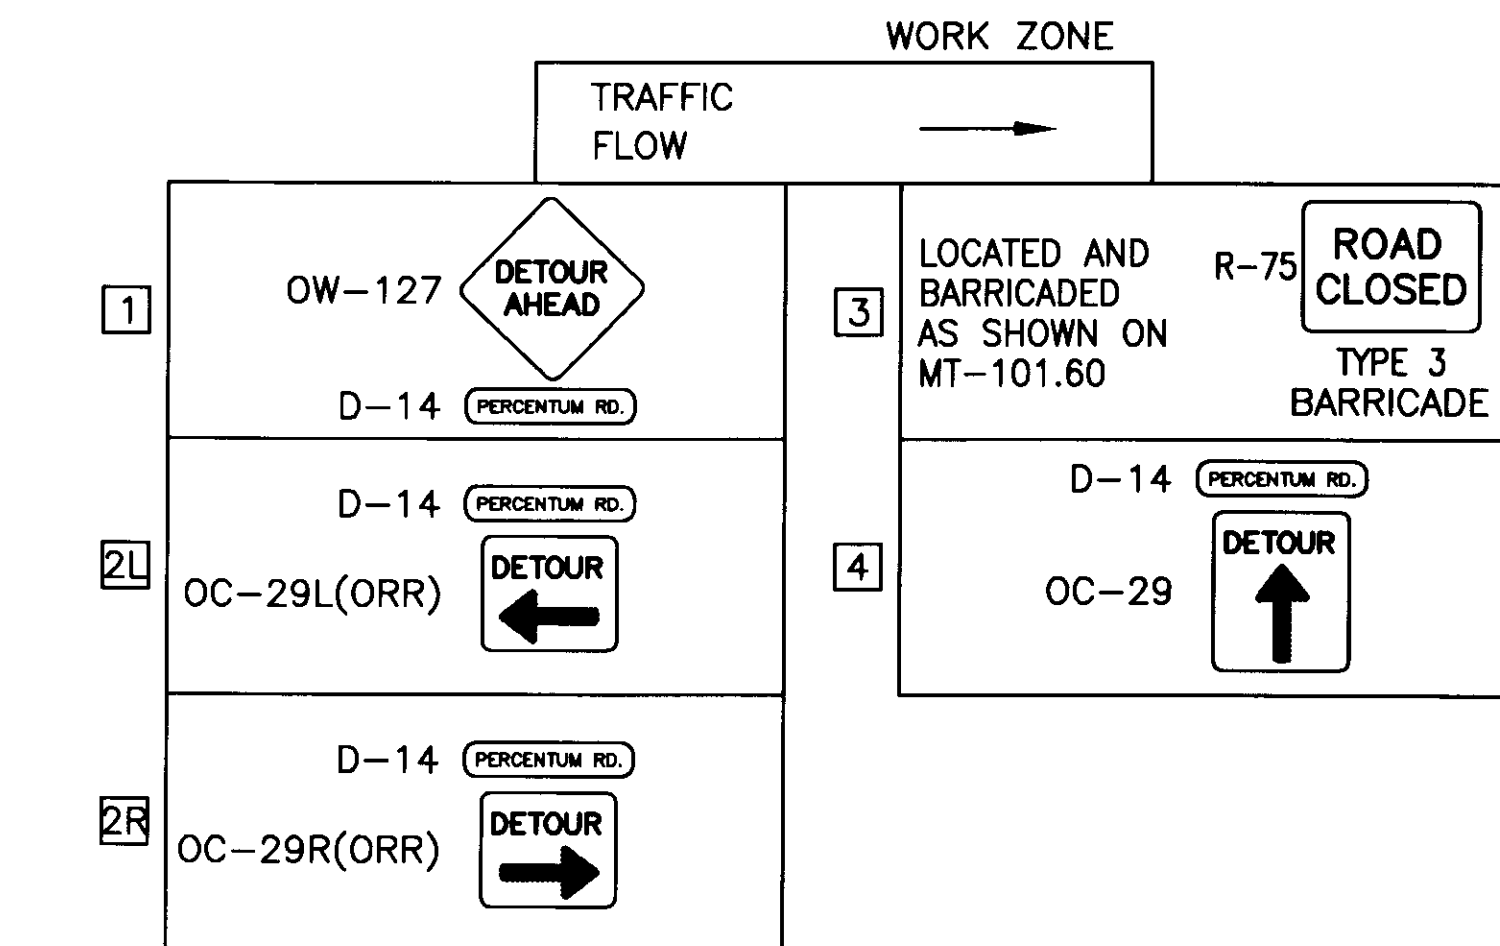 WORK ZONE
TRAFFIC
FLOW
1
OW-127
DETOUR
AHEAD
D-14
PERCENTUM RD.
2L
D-14
PERCENTUM RD.
OC-29L(ORR)
DETOUR
2R
D-14
PERCENTUM RD.
OC-29R(ORR)
DETOUR
3
LOCATED AND
BARRICADED
AS SHOWN ON
MT-101.60
R-75
ROAD
CLOSED
TYPE 3
BARRICADE
4
D-14
PERCENTUM RD.
OC-29
DETOUR